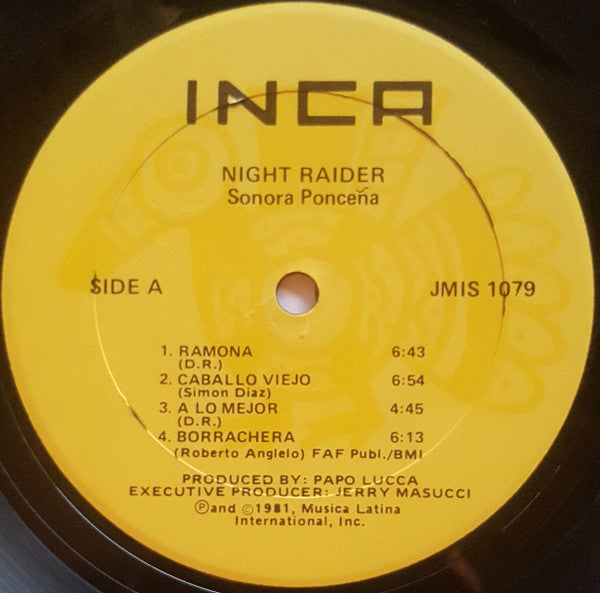 INCA
NIGHT RAIDER
Sonora Ponceña
SIDE A JMIS 1079
1. RAMONA 6:43
(D.R.)
2. CABALLO VIEJO 6:54
(Simon Diaz)
3. A LO MEJOR 4:45
(D.R.)
4. BORRACHERA 6:13
(Roberto Anglelo) FAF Publ./BMI
PRODUCED BY: PAPO LUCCA
EXECUTIVE PRODUCER: JERRY MASUCCI
Ⓟand ©1981, Musica Latina
International, Inc.